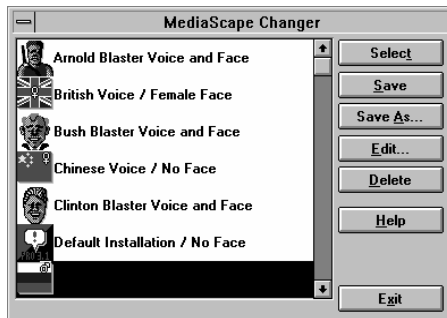 MediaScape Changer
Arnold Blaster Voice and Face
British Voice / Female Face
Bush Blaster Voice and Face
Chinese Voice / No Face
Clinton Blaster Voice and Face
Default Installation / No Face
Select
Save
Save As...
Edit...
Delete
Help
Exit